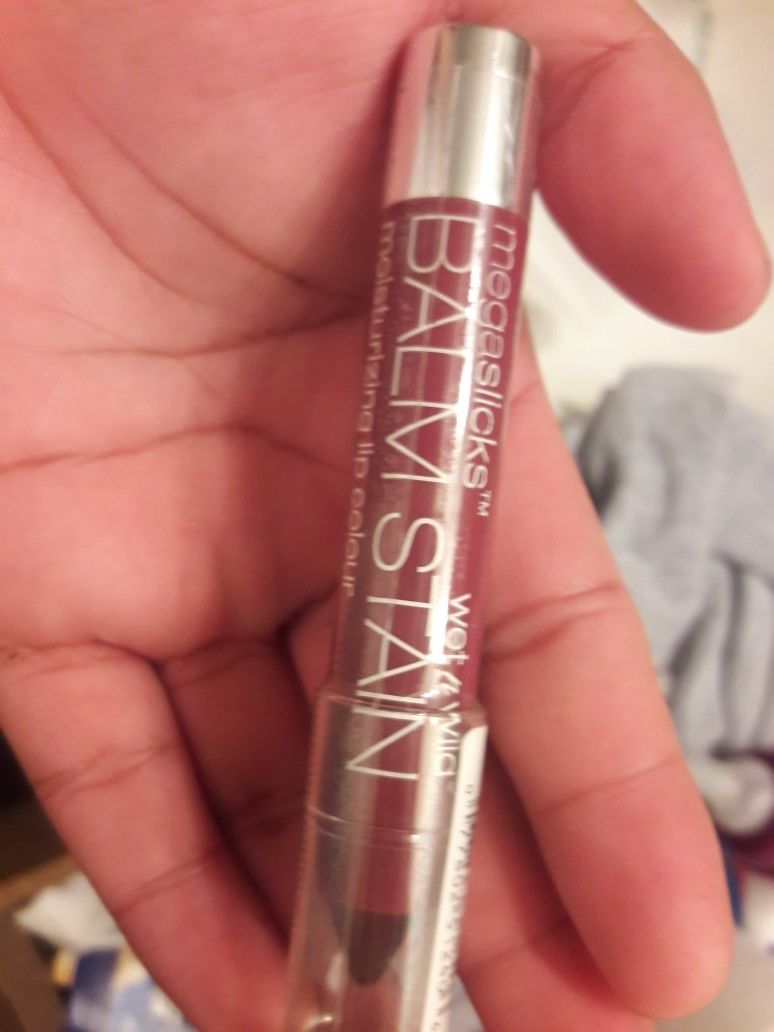 megaslicks™
BALM STAIN
moisturizing lip colour
wet n wild®